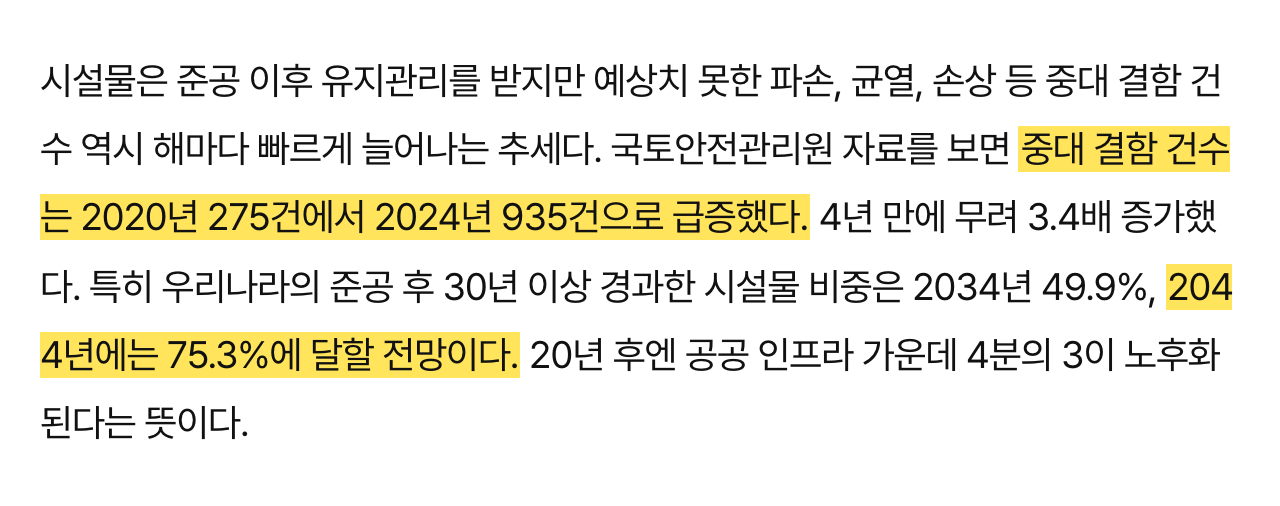 시설물은 준공 이후 유지관리를 받지만 예상치 못한 파손, 균열, 손상 등 중대 결함 건
수 역시 해마다 빠르게 늘어나는 추세다. 국토안전관리원 자료를 보면 중대 결함 건수
는 2020년 275건에서 2024년 935건으로 급증했다. 4년 만에 무려 3.4배 증가했
다. 특히 우리나라의 준공 후 30년 이상 경과한 시설물 비중은 2034년 49.9%, 204
4년에는 75.3%에 달할 전망이다. 20년 후엔 공공 인프라 가운데 4분의 3이 노후화
된다는 뜻이다.